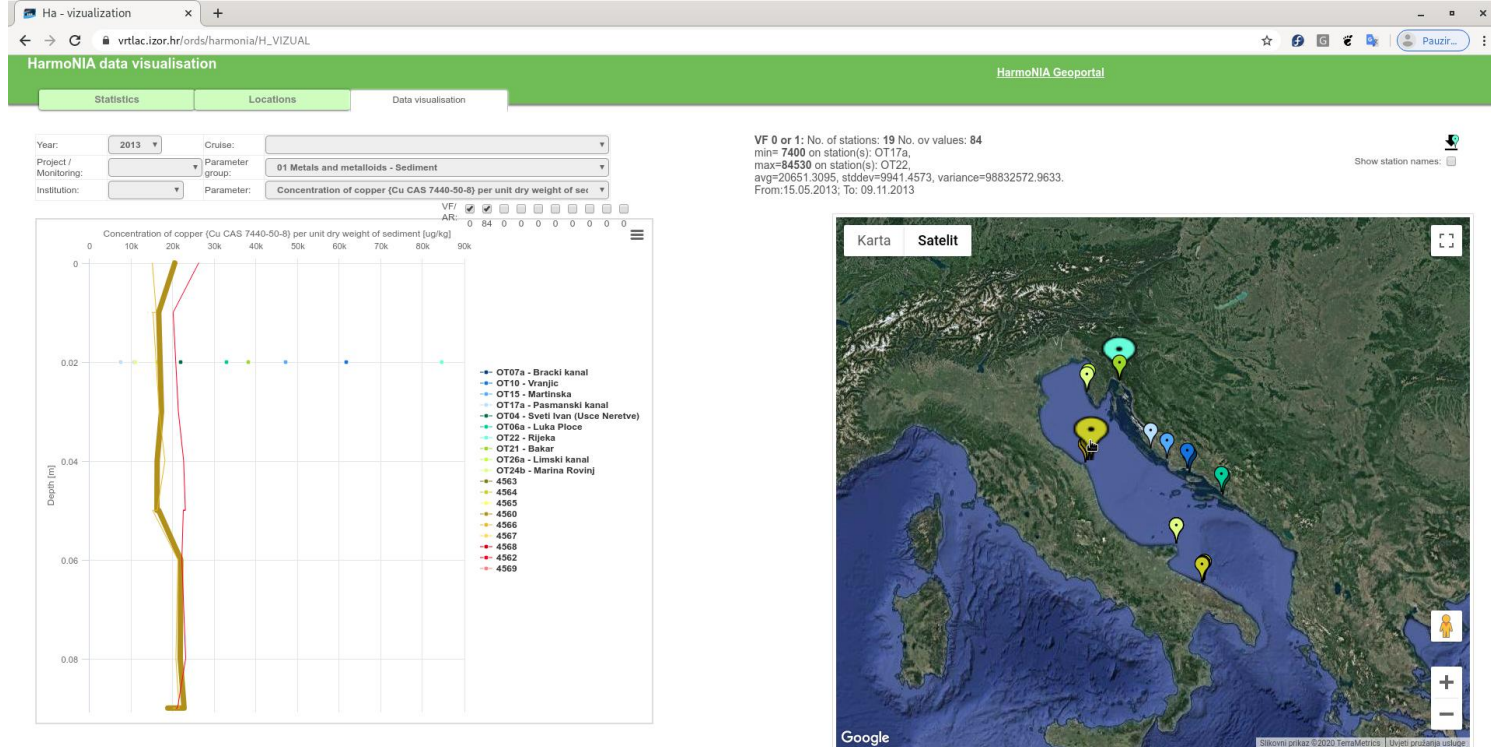 Ha - vizualization
vrtlac.izor.hr/ords/harmonia/H_VIZUAL
Pauzir...
HarmoNIA data visualisation
HarmoNIA Geoportal
Statistics
Locations
Data visualisation
Year: 2013 Cruise:
Project / Monitoring: Parameter group: 01 Metals and metalloids - Sediment
Institution: Parameter: Concentration of copper {Cu CAS 7440-50-8} per unit dry weight of sec
VF/
AR:
0 84 0 0 0 0 0 0 0 0
VF 0 or 1: No. of stations: 19 No. ov values: 84
min= 7400 on station(s): OT17a,
max=84530 on station(s): OT22,
avg=20651.3095, stddev=9941.4573, variance=98832572.9633.
From:15.05.2013; To: 09.11.2013
Show station names:
Concentration of copper {Cu CAS 7440-50-8} per unit dry weight of sediment [ug/kg]
0 10k 20k 30k 40k 50k 60k 70k 80k 90k
0
0.02
0.04
0.06
0.08
Depth [m]
OT07a - Bracki kanal
OT10 - Vranjic
OT15 - Martinska
OT17a - Pasmanski kanal
OT04 - Sveti Ivan (Usce Neretve)
OT06a - Luka Ploce
OT22 - Rijeka
OT21 - Bakar
OT26a - Limski kanal
OT24b - Marina Rovinj
4563
4564
4565
4560
4566
4567
4568
4562
4569
Karta Satelit
Google
Slikovni prikaz ©2020 TerraMetrics
Uvjeti pružanja usluge